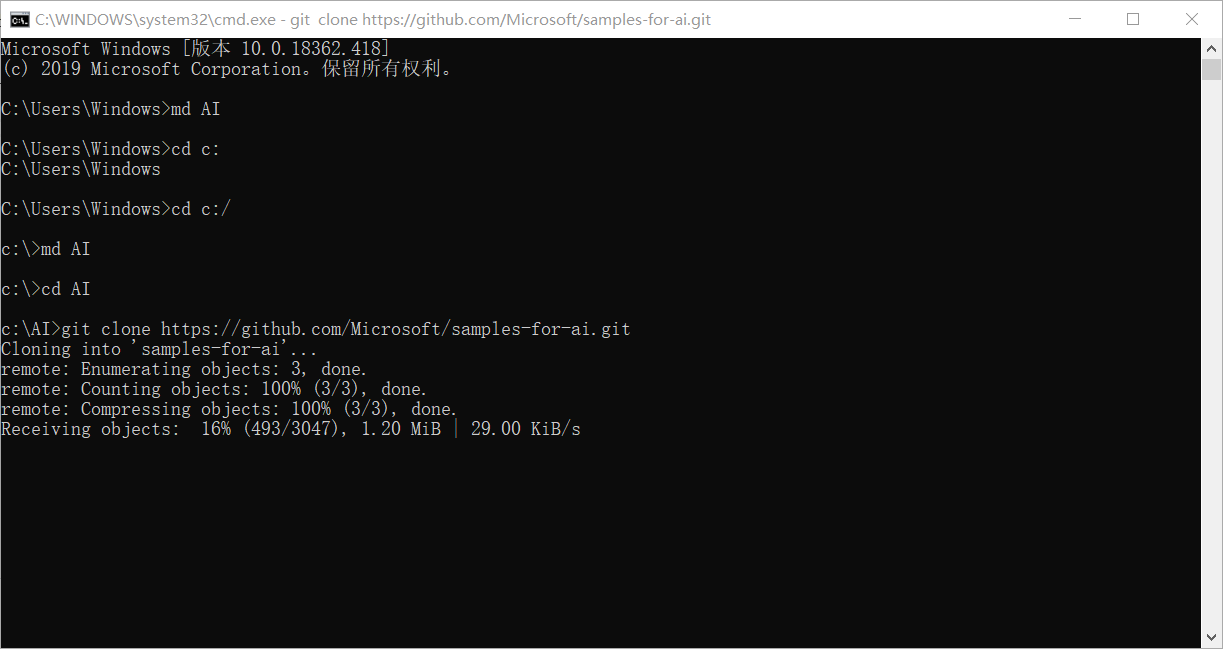 C:\WINDOWS\system32\cmd.exe - git clone https://github.com/Microsoft/samples-for-ai.git
Microsoft Windows [版本 10.0.18362.418]
(c) 2019 Microsoft Corporation。保留所有权利。
C:\Users\Windows>md AI
C:\Users\Windows>cd c:
C:\Users\Windows
C:\Users\Windows>cd c:/
c:\>md AI
c:\>cd AI
c:\AI>git clone https://github.com/Microsoft/samples-for-ai.git
Cloning into 'samples-for-ai'...
remote: Enumerating objects: 3, done.
remote: Counting objects: 100% (3/3), done.
remote: Compressing objects: 100% (3/3), done.
Receiving objects:  16% (493/3047), 1.20 MiB | 29.00 KiB/s